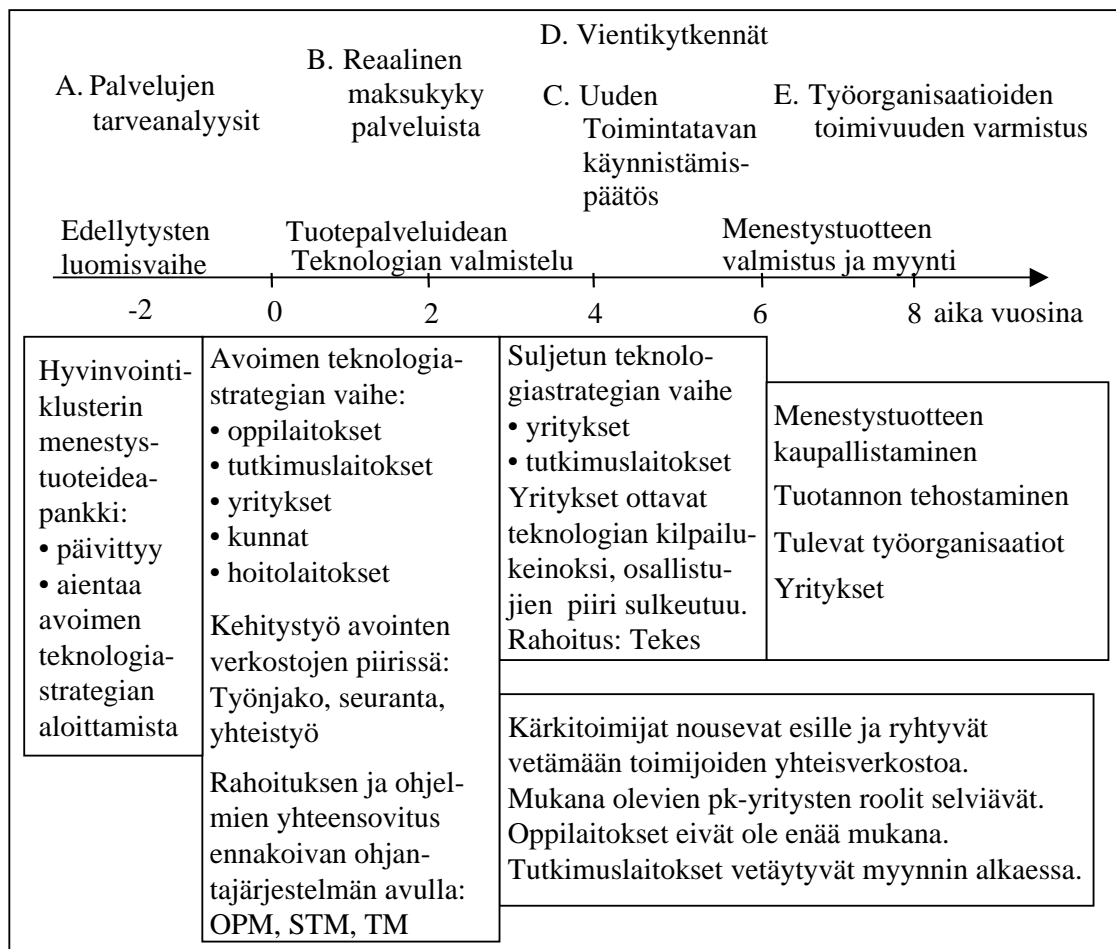 A. Palvelujen
tarveanalyysit
B. Reaalinen
maksukyky
palveluista
D. Vientikytkennät
C. Uuden
Toimintatavan
käynnistämis-
päätös
E. Työorganisaatioiden
toimivuuden varmistus
Edellytysten
luomisvaihe
Tuotepalveluidean
Teknologian valmistelu
Menestystuotteen
valmistus ja myynti
-2 0 2 4 6 8 aika vuosina
Hyvinvointi-
klusterin
menestys-
tuoteidea-
pankki:
• päivittyy
• aientaa
avoimen
teknologia-
strategian
aloittamista
Avoimen teknologia-
strategian vaihe:
• oppilaitokset
• tutkimuslaitokset
• yritykset
• kunnat
• hoitolaitokset
Kehitystyö avointen
verkostojen piirissä:
Työnjako, seuranta,
yhteistyö
Rahoituksen ja ohjel-
mien yhteensovitus
ennakoivan ohjan-
tajärjestelmän avulla:
OPM, STM, TM
Suljetun teknolo-
giastrategian vaihe
• yritykset
• tutkimuslaitokset
Yritykset ottavat
teknologian kilpailu-
keinoksi, osallistu-
jien piiri sulkeutuu.
Rahoitus: Tekes
Menestystuotteen
kaupallistaminen
Tuotannon tehostaminen
Tulevat työorganisaatiot
Yritykset
Kärkitoimijat nousevat esille ja ryhtyvät
vetämään toimijoiden yhteisverkostoa.
Mukana olevien pk-yritysten roolit selviävät.
Oppilaitokset eivät ole enää mukana.
Tutkimuslaitokset vetäytyvät myynnin alkaessa.